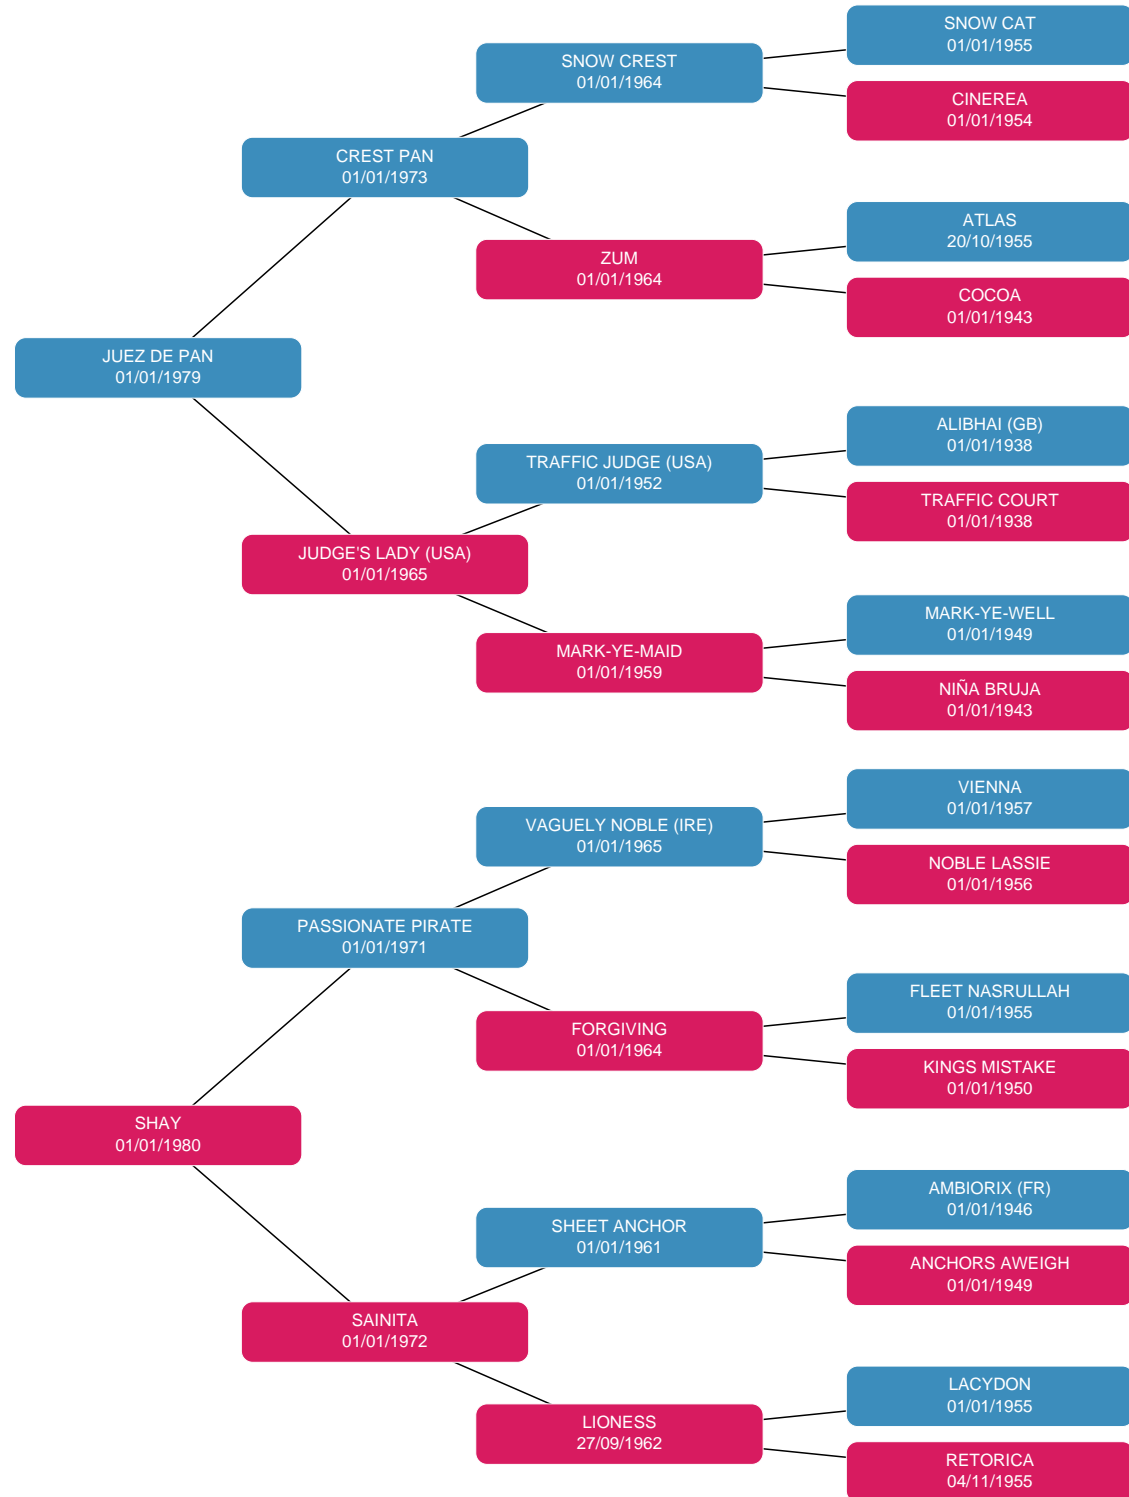 SNOW CAT
01/01/1955
SNOW CREST
01/01/1964
CINEREA
01/01/1954
CREST PAN
01/01/1973
ATLAS
20/10/1955
ZUM
01/01/1964
COCOA
01/01/1943
JUEZ DE PAN
01/01/1979
ALIBHAI (GB)
01/01/1938
TRAFFIC JUDGE (USA)
01/01/1952
TRAFFIC COURT
01/01/1938
JUDGE'S LADY (USA)
01/01/1965
MARK-YE-WELL
01/01/1949
MARK-YE-MAID
01/01/1959
NIÑA BRUJA
01/01/1943
VIENNA
01/01/1957
VAGUELY NOBLE (IRE)
01/01/1965
NOBLE LASSIE
01/01/1956
PASSIONATE PIRATE
01/01/1971
FLEET NASRULLAH
01/01/1955
FORGIVING
01/01/1964
KINGS MISTAKE
01/01/1950
SHAY
01/01/1980
AMBIORIX (FR)
01/01/1946
SHEET ANCHOR
01/01/1961
ANCHORS AWEIGH
01/01/1949
SAINITA
01/01/1972
LACYDON
01/01/1955
LIONESS
27/09/1962
RETORICA
04/11/1955